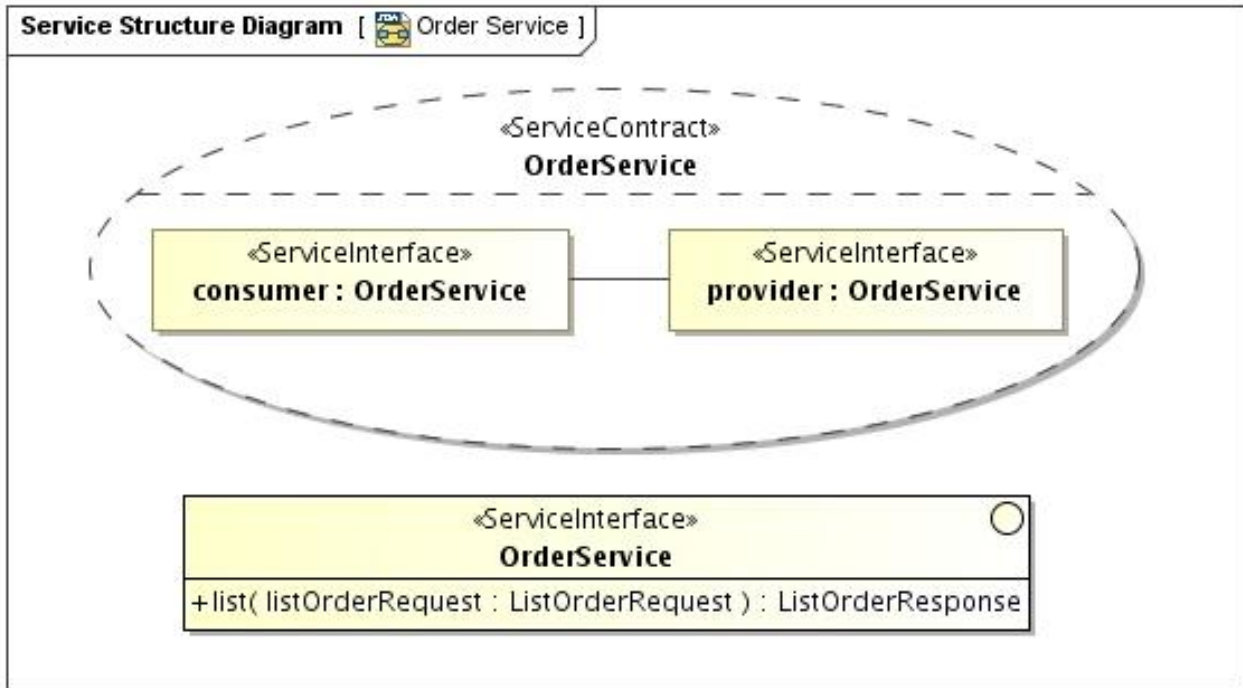 Service Structure Diagram [ Order Service ]
«ServiceContract»
OrderService
«ServiceInterface»
consumer : OrderService
«ServiceInterface»
provider : OrderService
«ServiceInterface»
OrderService
+list( listOrderRequest : ListOrderRequest ) : ListOrderResponse